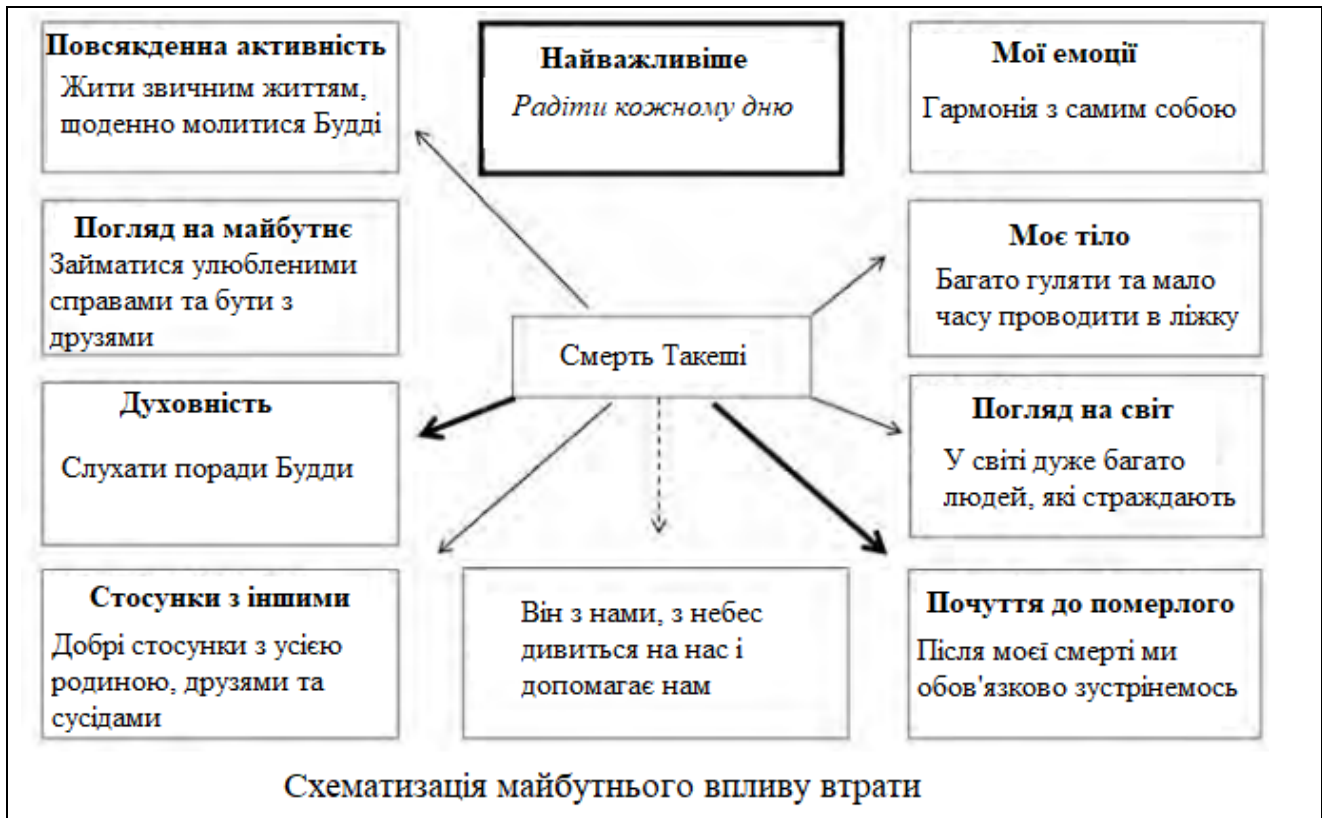 Повсякденна активність
Жити звичним життям,
щоденно молитися Будді
Найважливіше
Радіти кожному дню
Мої емоції
Гармонія з самим собою
Погляд на майбутнє
Займатися улюбленими
справами та бути з
друзями
Моє тіло
Багато гуляти та мало
часу проводити в ліжку
Смерть Такеші
Духовність
Слухати поради Будди
Погляд на світ
У світі дуже багато
людей, які страждають
Стосунки з іншими
Добрі стосунки з усією
родиною, друзями та
сусідами
Він з нами, з небес
дивиться на нас і
допомагає нам
Почуття до померлого
Після моєї смерті ми
обов'язково зустрінемось
Схематизація майбутнього впливу втрати